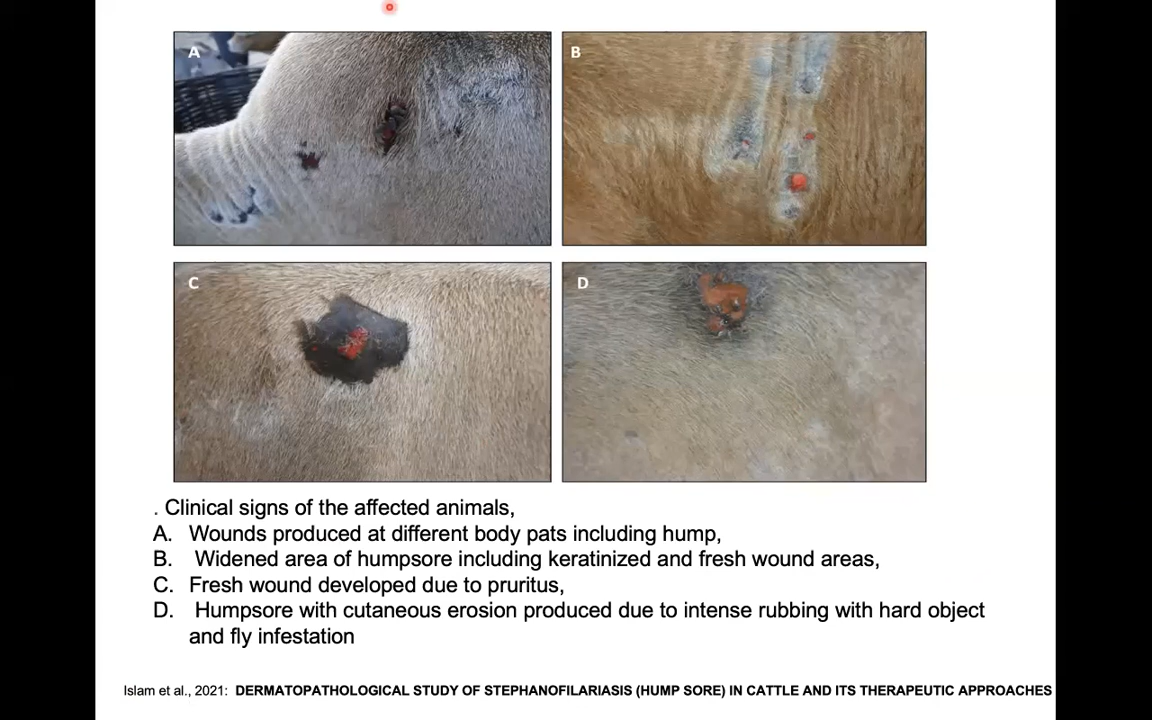 A
B
C
D
. Clinical signs of the affected animals,
A. Wounds produced at different body pats including hump,
B. Widened area of humpsore including keratinized and fresh wound areas,
C. Fresh wound developed due to pruritus,
D. Humpsore with cutaneous erosion produced due to intense rubbing with hard object
and fly infestation
Islam et al., 2021: DERMATOPATHOLOGICAL STUDY OF STEPHANOFILARIASIS (HUMP SORE) IN CATTLE AND ITS THERAPEUTIC APPROACHES